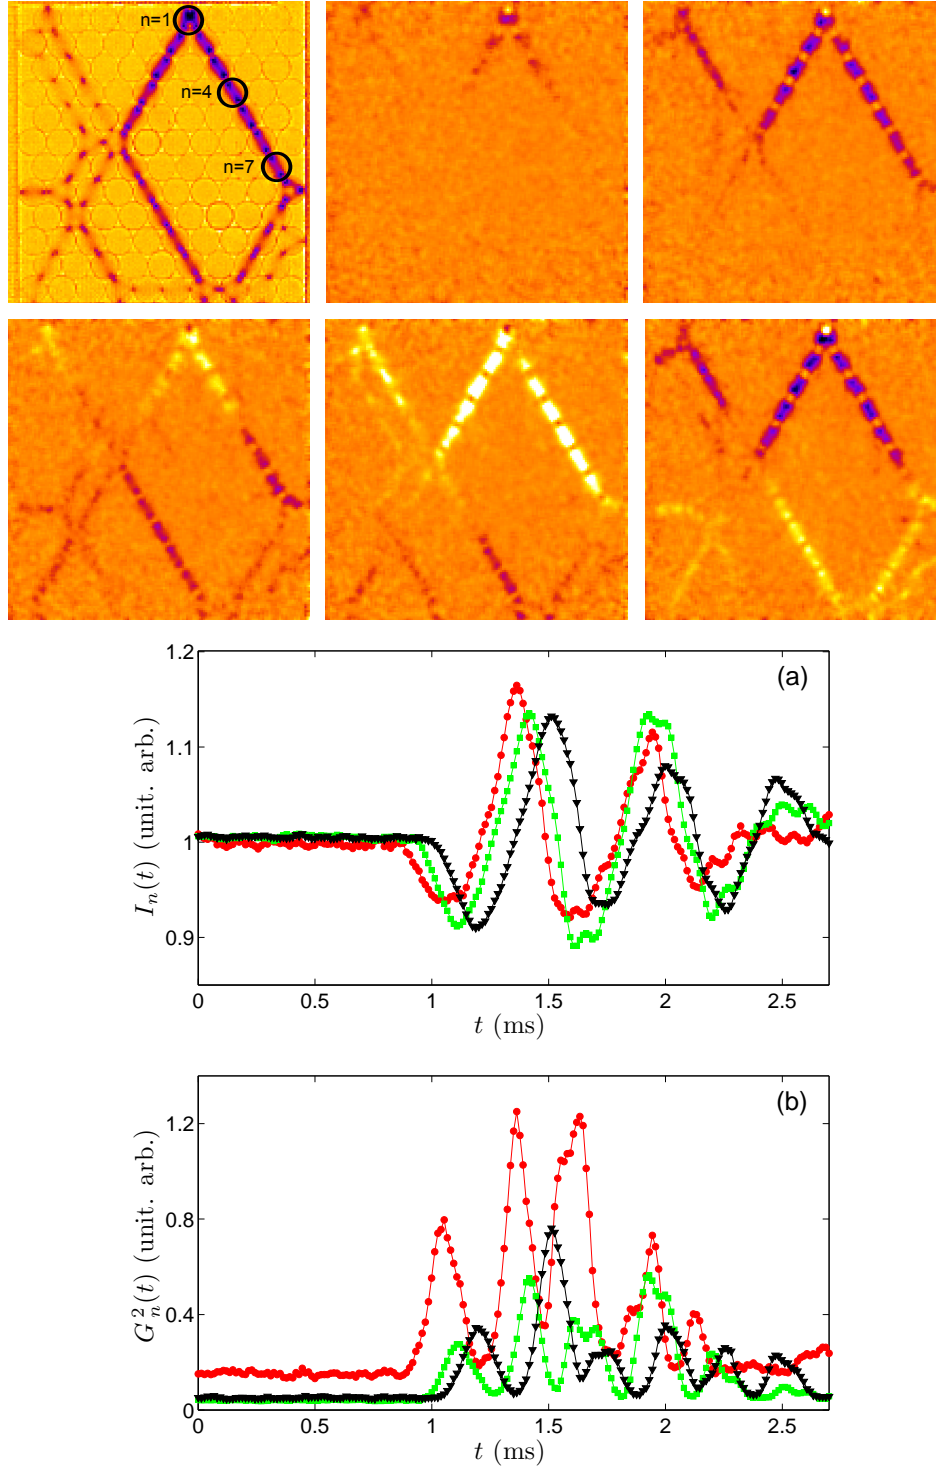 n=1
n=4
n=7
(a)
1.2
1.1
1
0.9
I_n(t) (unit. arb.)
0 0.5 1 1.5 2 2.5
t (ms)
(b)
1.2
0.8
0.4
0
G_n^2(t) (unit. arb.)
0 0.5 1 1.5 2 2.5
t (ms)